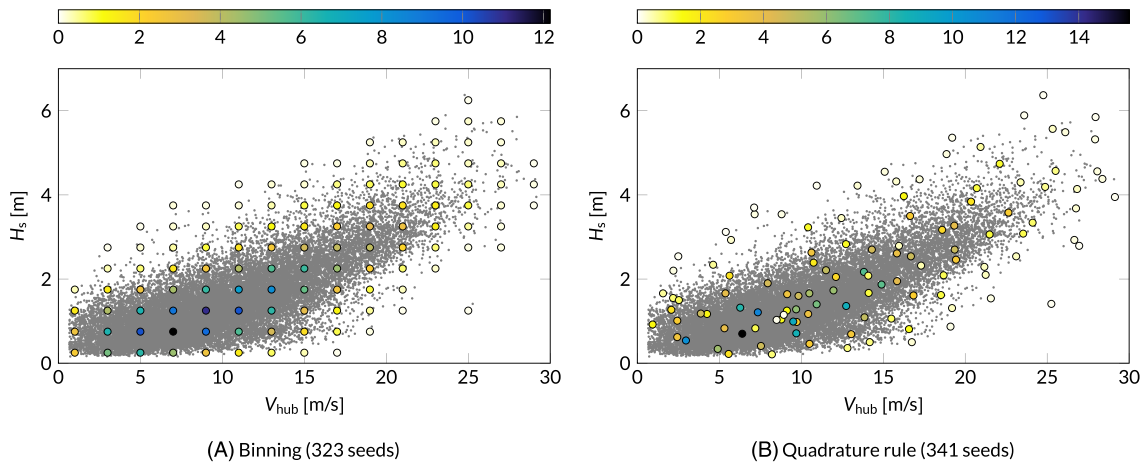 0 2 4 6 8 10 12
0 2 4 6 8 10 12 14
6
4
2
0
Hs [m]
0 5 10 15 20 25 30
Vhub [m/s]
(A) Binning (323 seeds)
6
4
2
0
Hs [m]
0 5 10 15 20 25 30
Vhub [m/s]
(B) Quadrature rule (341 seeds)